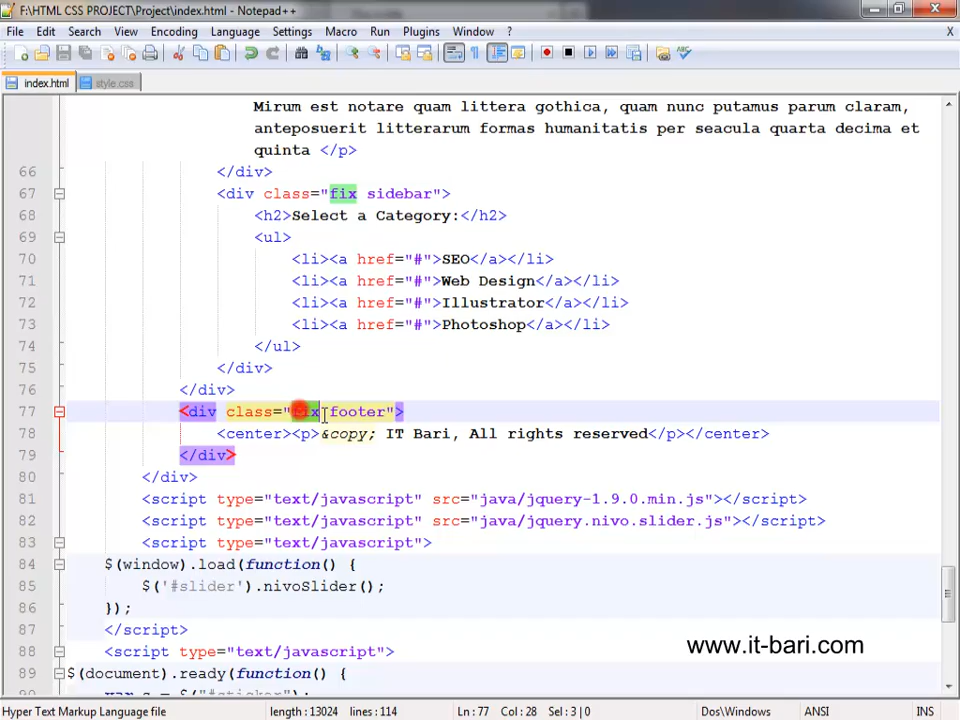 F:\HTML CSS PROJECT\Project\index.html - Notepad++
File Edit Search View Encoding Language Settings Macro Run Plugins Window ? X
index.html style.css
Mirum est notare quam littera gothica, quam nunc putamus parum claram,
anteposuerit litterarum formas humanitatis per seacula quarta decima et
quinta </p>
66 </div>
67 <div class="fix sidebar">
68 <h2>Select a Category:</h2>
69 <ul>
70 <li><a href="#">SEO</a></li>
71 <li><a href="#">Web Design</a></li>
72 <li><a href="#">Illustrator</a></li>
73 <li><a href="#">Photoshop</a></li>
74 </ul>
75 </div>
76 </div>
77 <div class="fix footer">
78 <center><p>&copy; IT Bari, All rights reserved</p></center>
79 </div>
80 </div>
81 <script type="text/javascript" src="java/jquery-1.9.0.min.js"></script>
82 <script type="text/javascript" src="java/jquery.nivo.slider.js"></script>
83 <script type="text/javascript">
84 $(window).load(function() {
85 $('#slider').nivoSlider();
86 });
87 </script>
88 <script type="text/javascript">
89 $(document).ready(function() {
90 var s = $("#sticker");
www.it-bari.com
Hyper Text Markup Language file length : 13024 lines : 114 Ln : 77 Col : 28 Sel : 3 | 0 Dos\Windows ANSI INS